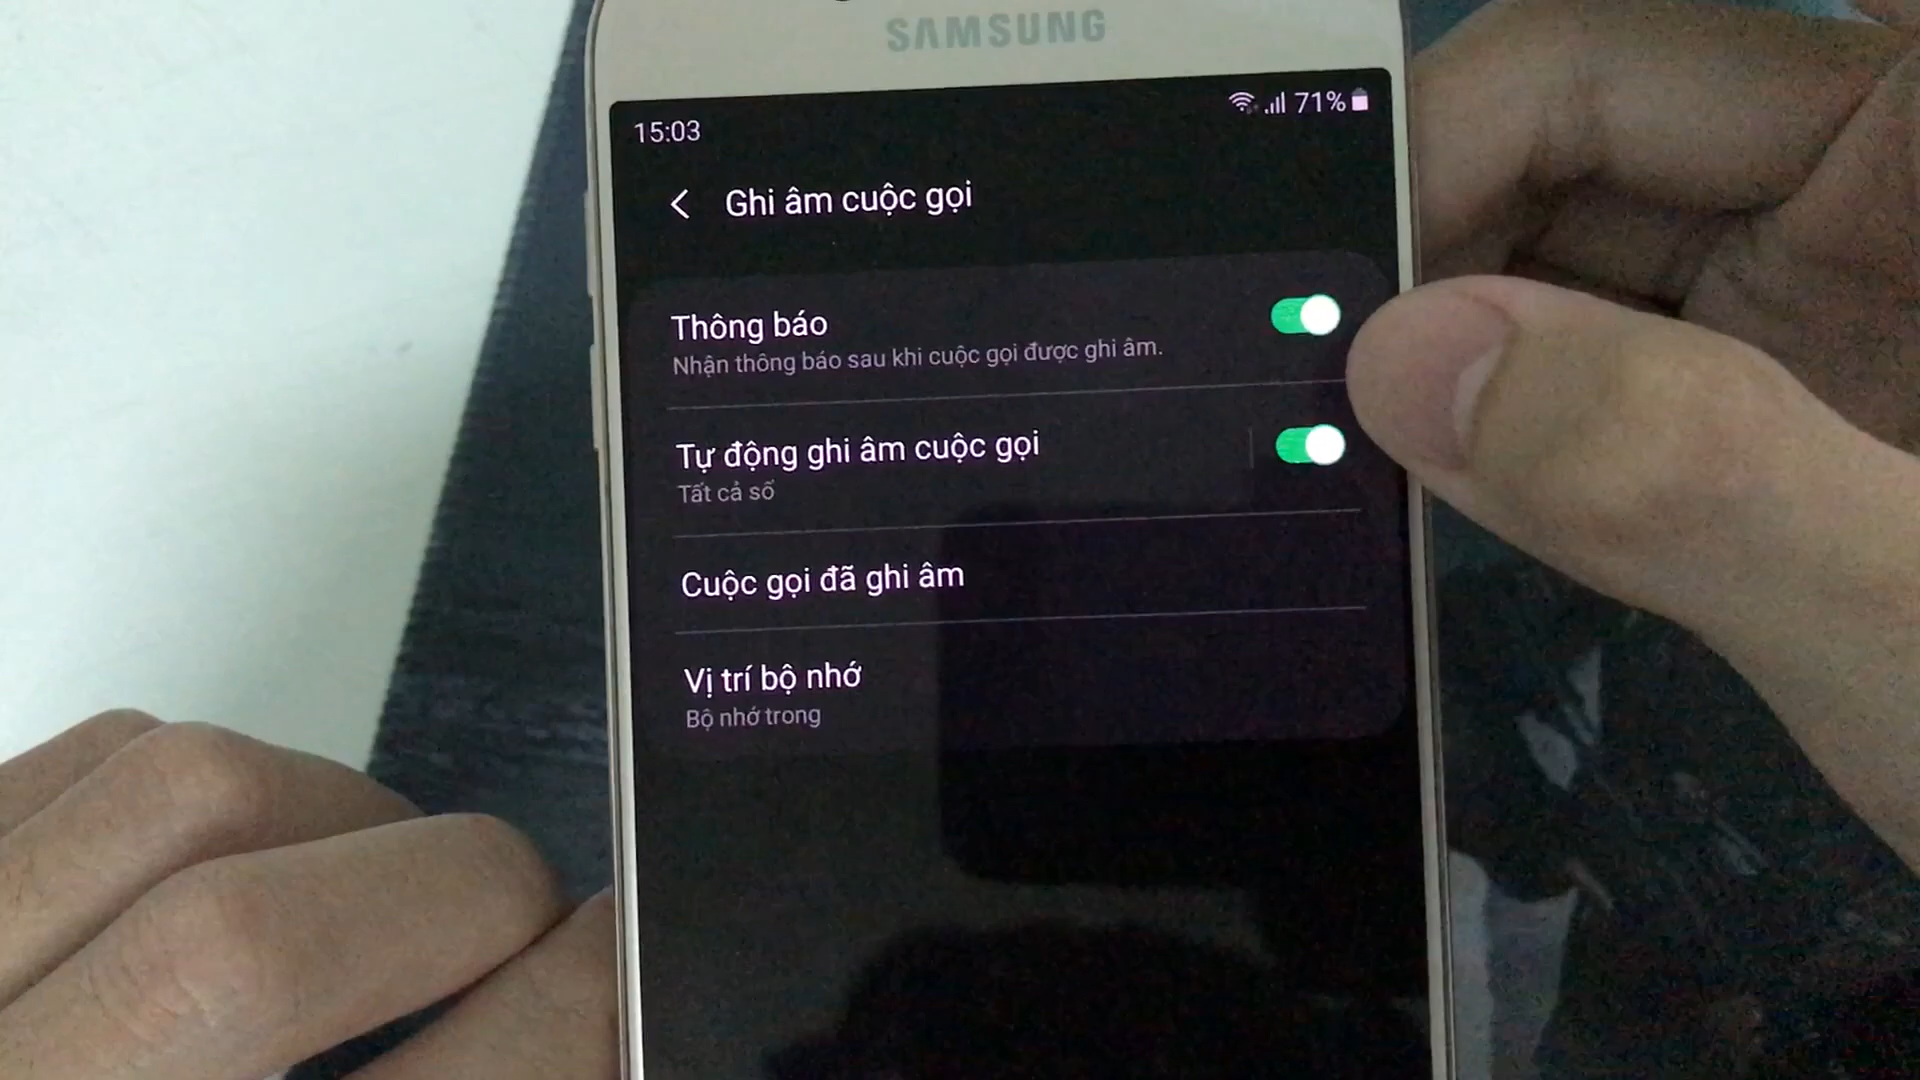 SAMSUNG
15:03
71%
Ghi âm cuộc gọi
Thông báo
Nhận thông báo sau khi cuộc gọi được ghi âm.
Tự động ghi âm cuộc gọi
Tất cả số
Cuộc gọi đã ghi âm
Vị trí bộ nhớ
Bộ nhớ trong